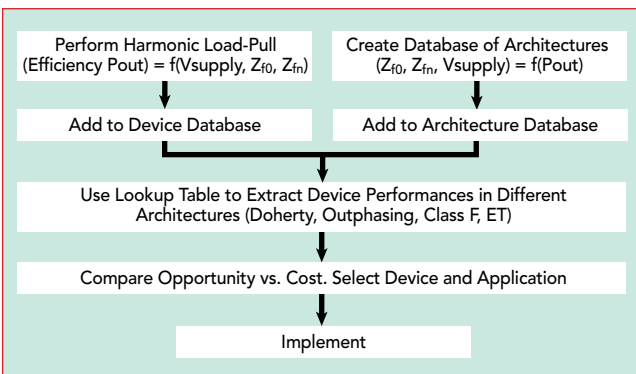 Perform Harmonic Load-Pull
(Efficiency Pout) = f(Vsupply, Zf0, Zfn)
Create Database of Architectures
(Zf0, Zfn, Vsupply) = f(Pout)
Add to Device Database
Add to Architecture Database
Use Lookup Table to Extract Device Performances in Different
Architectures (Doherty, Outphasing, Class F, ET)
Compare Opportunity vs. Cost. Select Device and Application
Implement